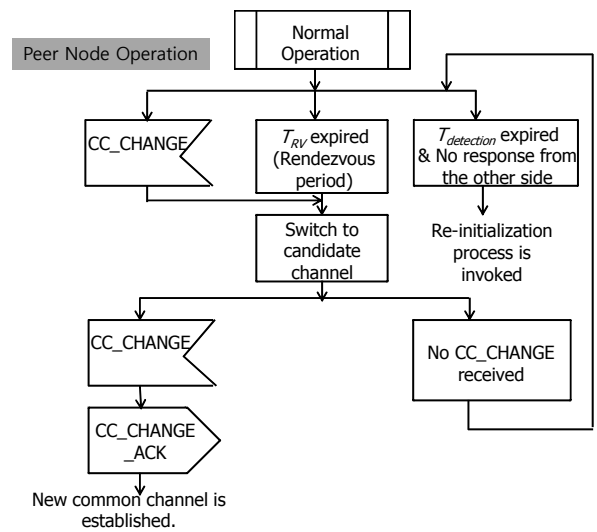 Peer Node Operation
Normal
Operation
CC_CHANGE
T_RV expired
(Rendezvous
period)
T_detection expired
& No response from
the other side
Switch to
candidate
channel
Re-initialization
process is
invoked
CC_CHANGE
No CC_CHANGE
received
CC_CHANGE
_ACK
New common channel is
established.